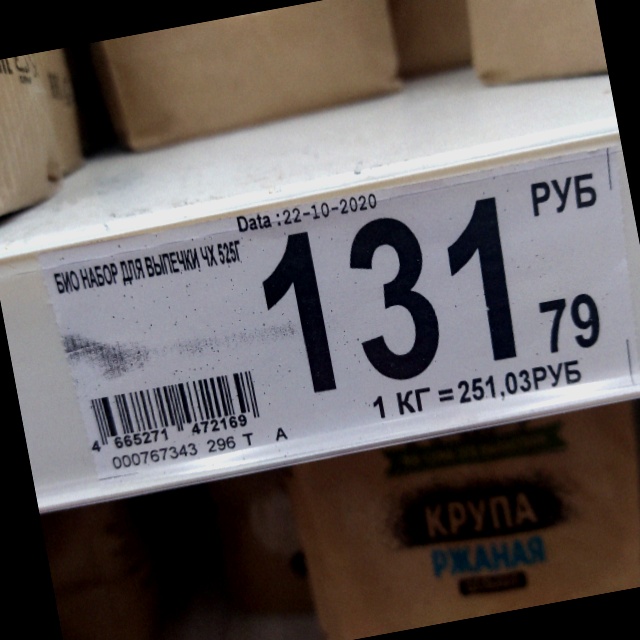 Data :22-10-2020
БИО НАБОР ДЛЯ ВЫПЕЧКИ ЧХ 525Г
131 79 РУБ
1 КГ =251,03РУБ
4 665271 472169
000767343 296 Т А
КРУПА
РЖАНАЯ